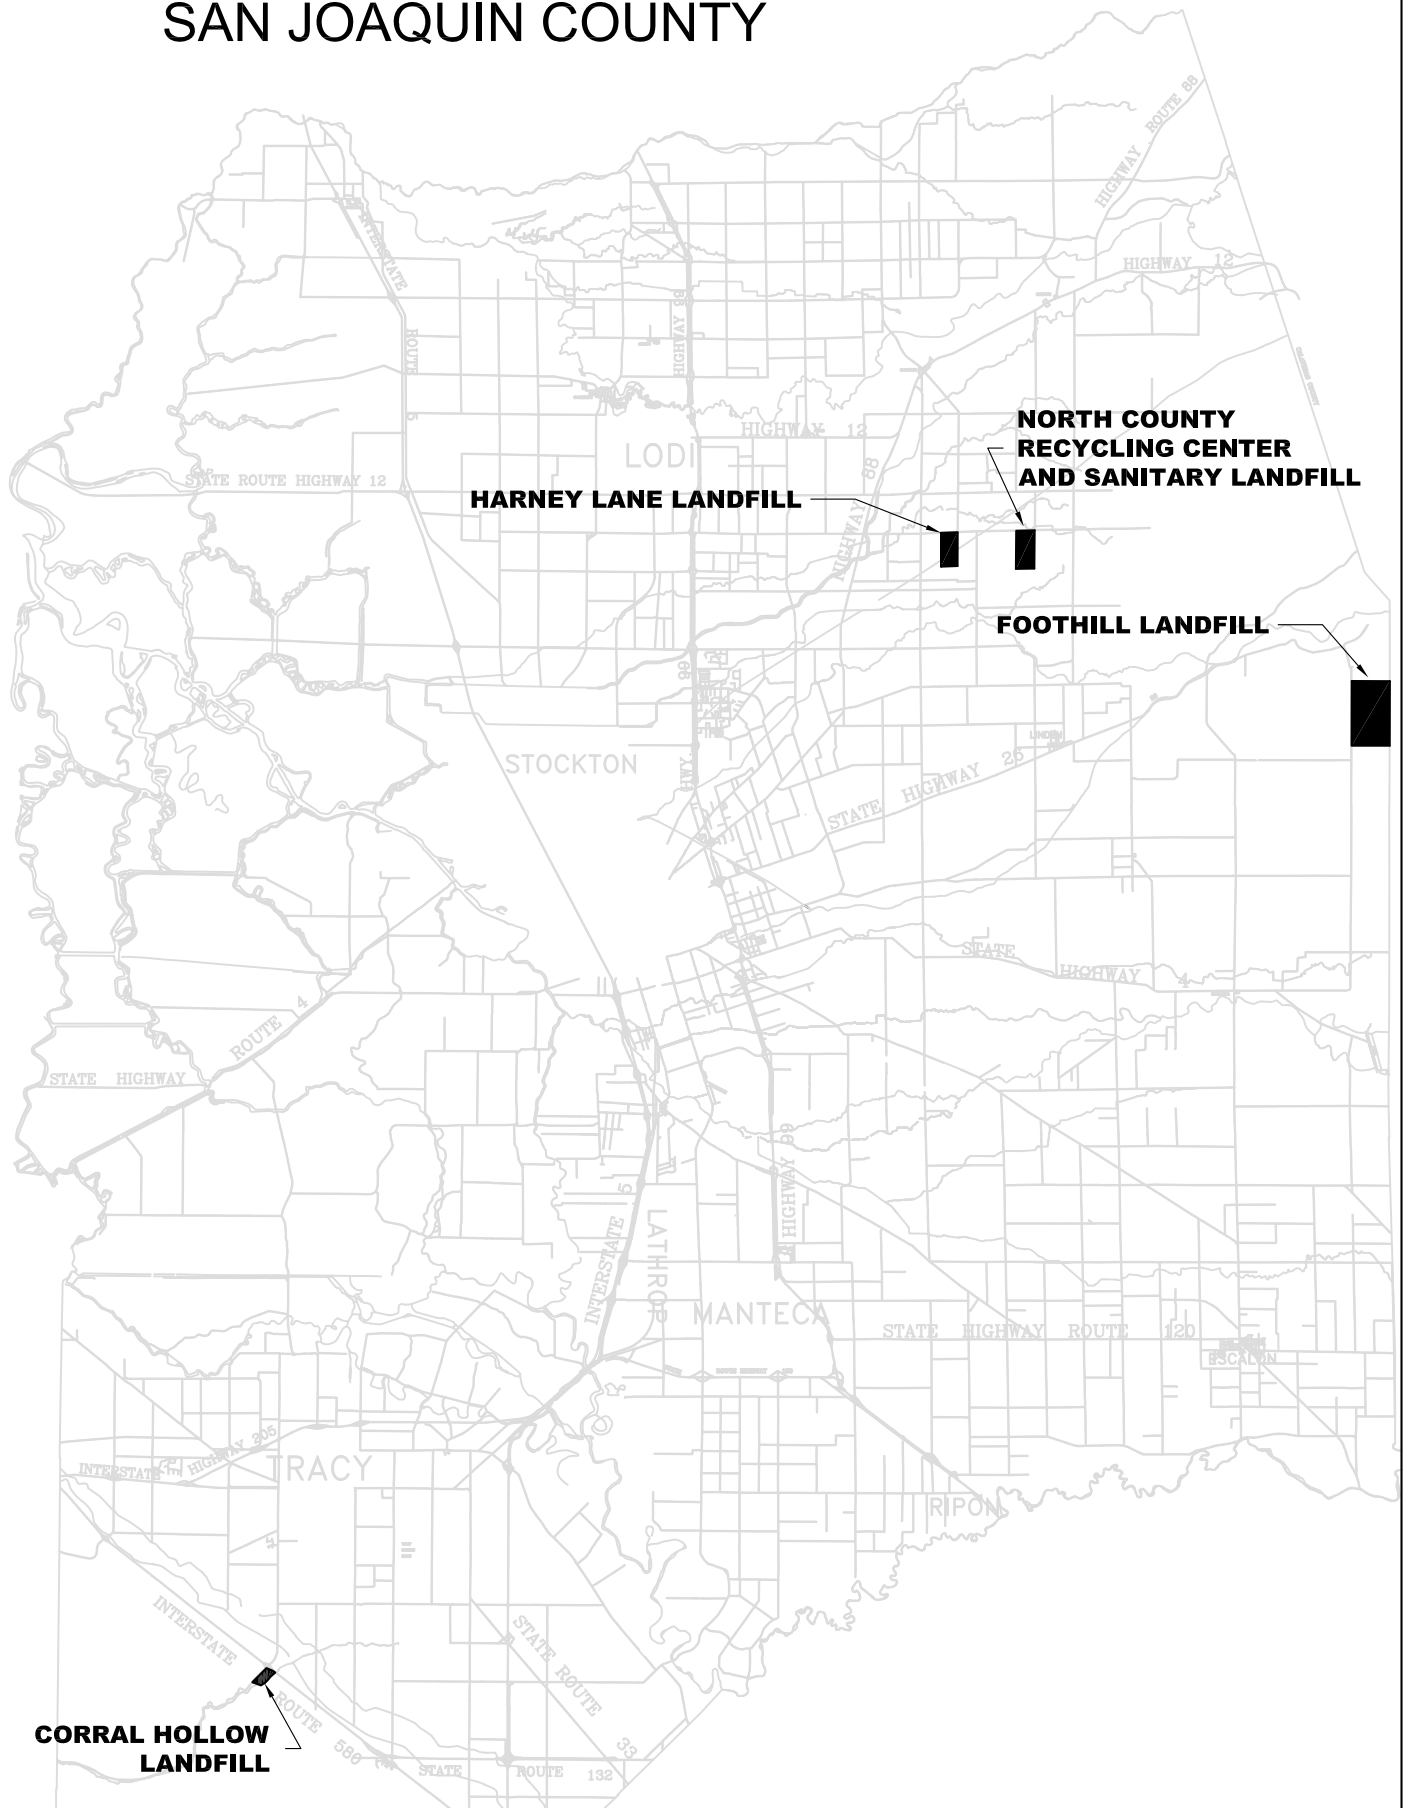 SAN JOAQUIN COUNTY
HIGHWAY ROUTE 88
INTERSTATE
ROUTE
5
HIGHWAY 12
HIGHWAY
LODI
HIGHWAY 12
STATE ROUTE HIGHWAY 12
HIGHWAY 88
NORTH COUNTY
RECYCLING CENTER
AND SANITARY LANDFILL
HARNEY LANE LANDFILL
FOOTHILL LANDFILL
HWY.
99
STOCKTON
LINDEN
STATE HIGHWAY 26
STATE HIGHWAY 4
STATE HIGHWAY
ROUTE 4
HIGHWAY 99
INTERSTATE 5
LATHROP
MANTECA
STATE HIGHWAY ROUTE 120
ESCALON
INTERSTATE HIGHWAY 205
TRACY
RIPON
INTERSTATE
ROUTE 580
STATE ROUTE
33
CORRAL HOLLOW
LANDFILL
STATE ROUTE 132